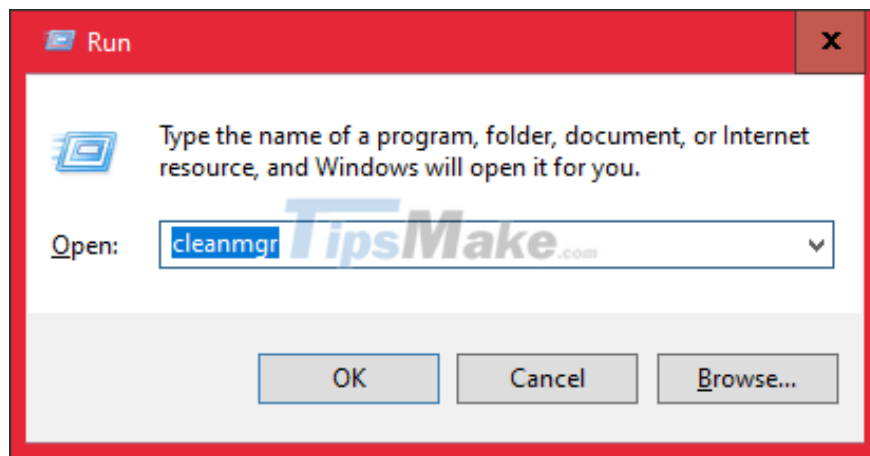 Run
x
Type the name of a program, folder, document, or Internet
resource, and Windows will open it for you.
Open: cleanmgr
TipsMake.com
OK Cancel Browse...